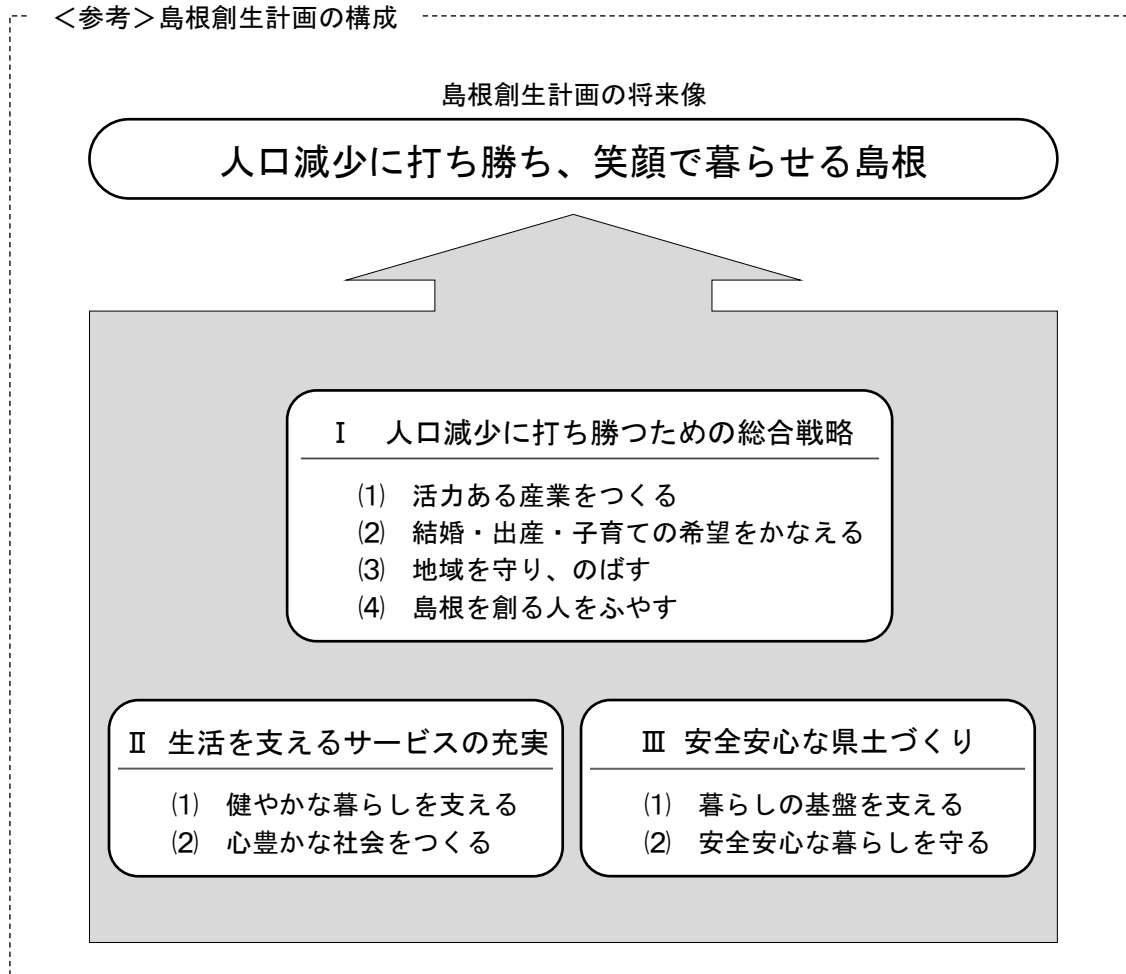 ＜参考＞島根創生計画の構成
島根創生計画の将来像
人口減少に打ち勝ち、笑顔で暮らせる島根
Ⅰ　人口減少に打ち勝つための総合戦略
⑴　活力ある産業をつくる
⑵　結婚・出産・子育ての希望をかなえる
⑶　地域を守り、のばす
⑷　島根を創る人をふやす
Ⅱ 生活を支えるサービスの充実
⑴　健やかな暮らしを支える
⑵　心豊かな社会をつくる
Ⅲ 安全安心な県土づくり
⑴　暮らしの基盤を支える
⑵　安全安心な暮らしを守る